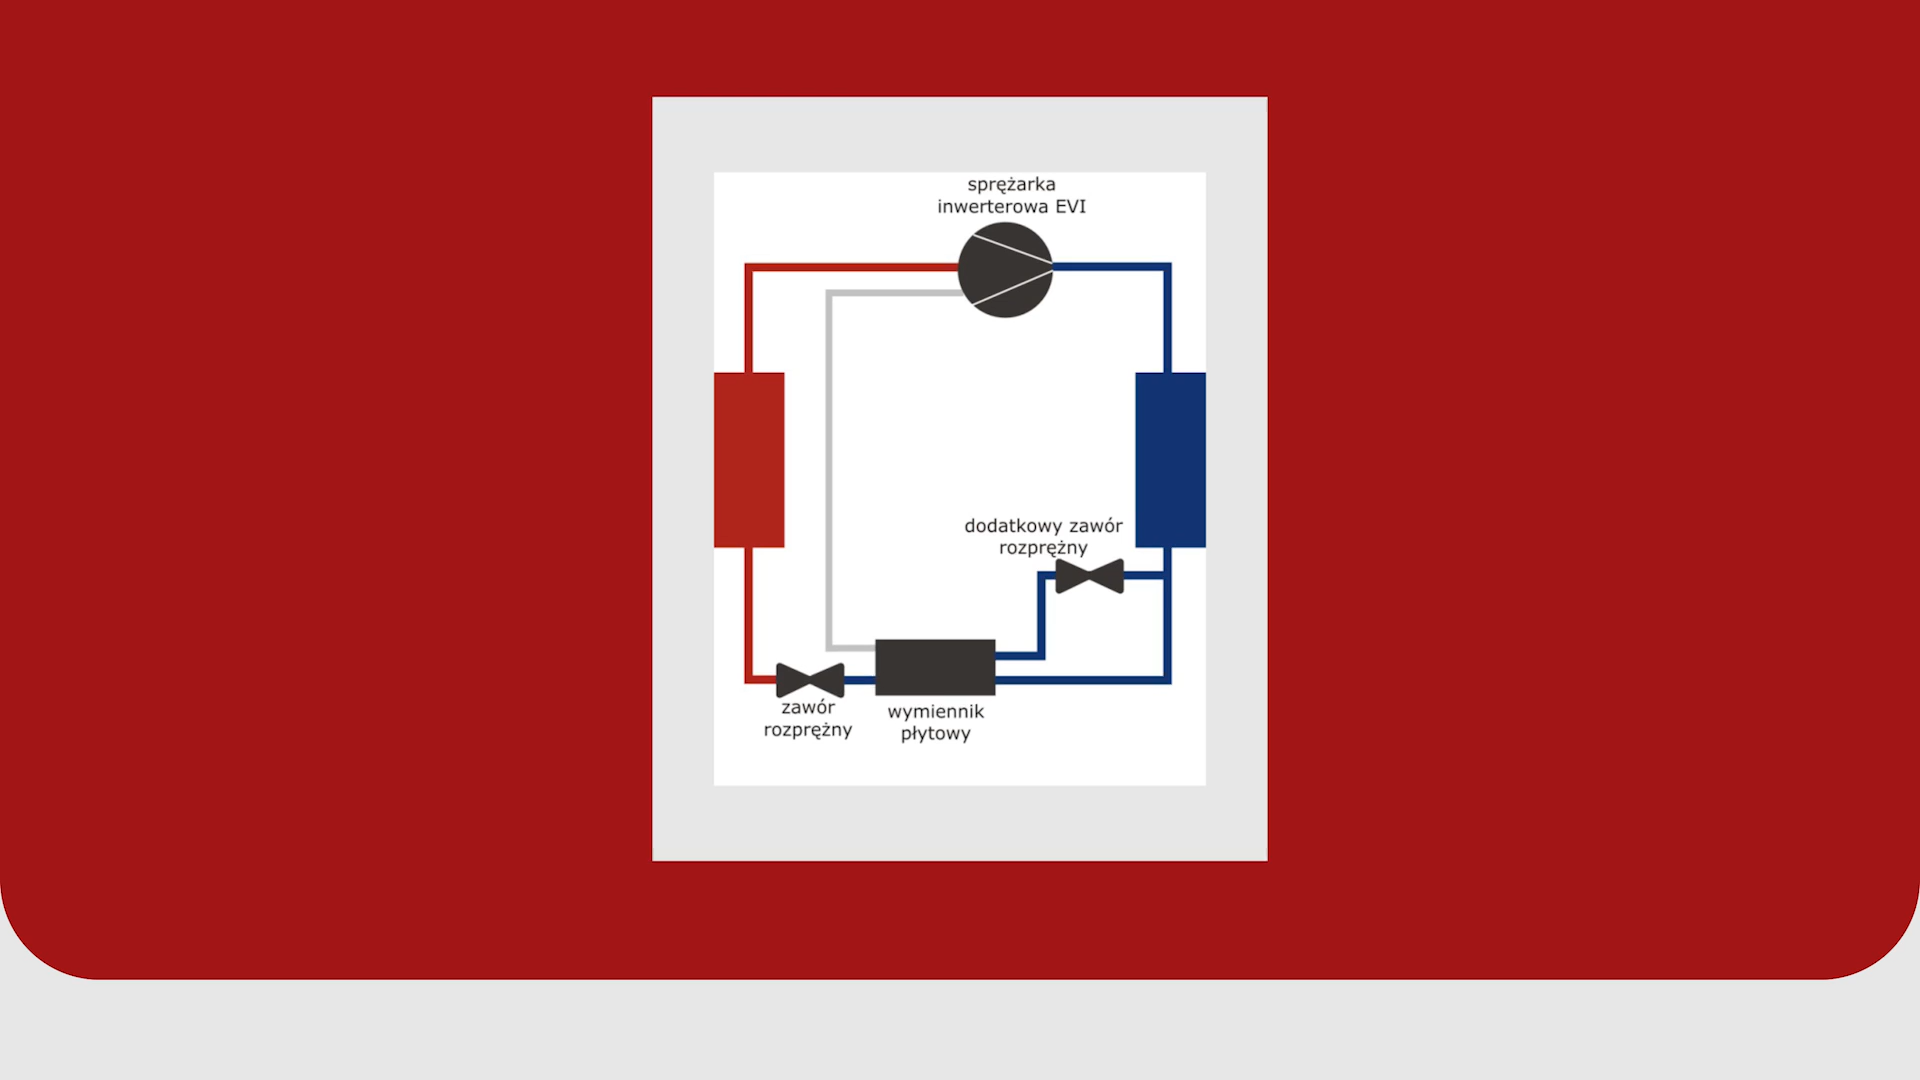 sprężarka
inwerterowa EVI
dodatkowy zawór
rozprężny
zawór
rozprężny
wymiennik
płytowy